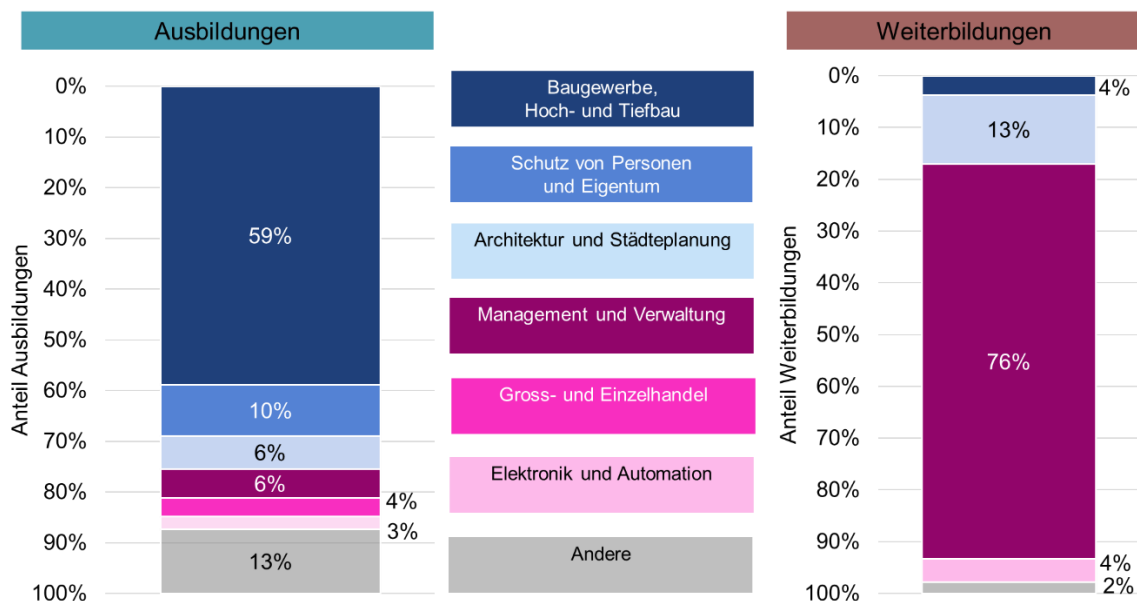 Ausbildungen
Anteil Ausbildungen
0%
10%
20%
30%
40%
50%
60%
70%
80%
90%
100%
59%
10%
6%
6%
4%
3%
13%
Baugewerbe,
Hoch- und Tiefbau
Schutz von Personen
und Eigentum
Architektur und Städteplanung
Management und Verwaltung
Gross- und Einzelhandel
Elektronik und Automation
Andere
Weiterbildungen
Anteil Weiterbildungen
0%
10%
20%
30%
40%
50%
60%
70%
80%
90%
100%
4%
13%
76%
4%
2%